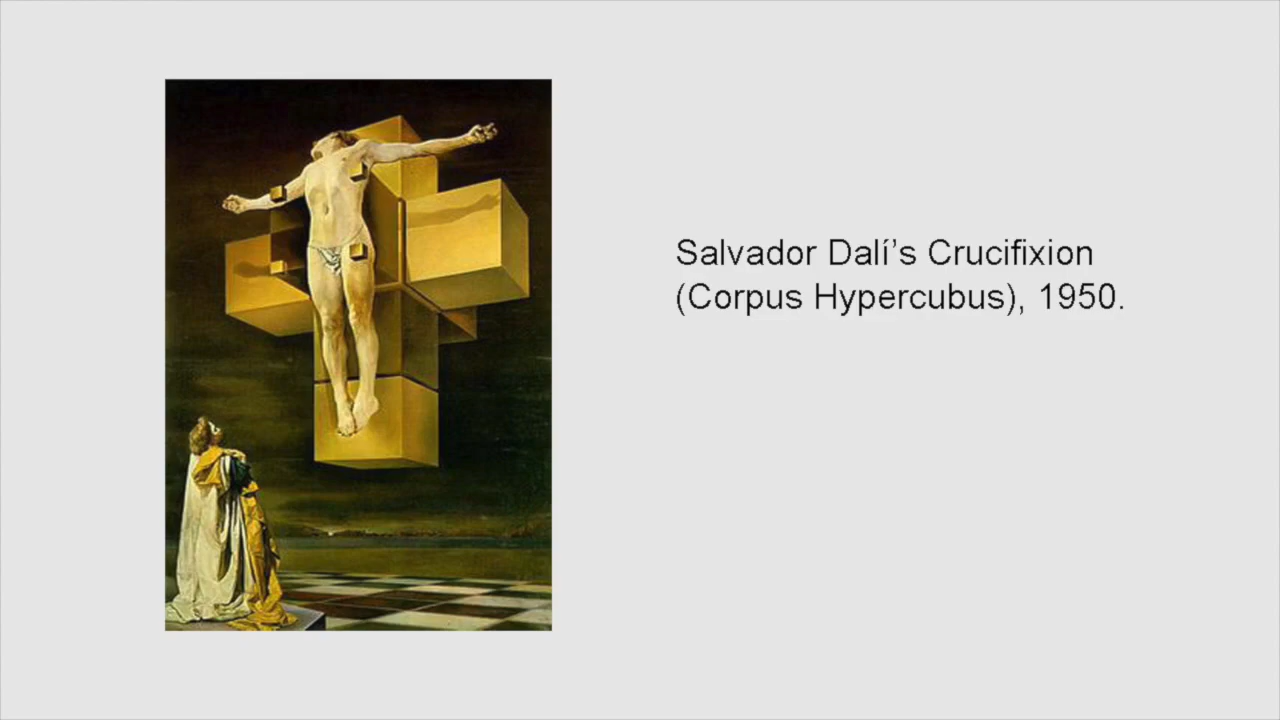 Salvador Dalí’s Crucifixion
(Corpus Hypercubus), 1950.